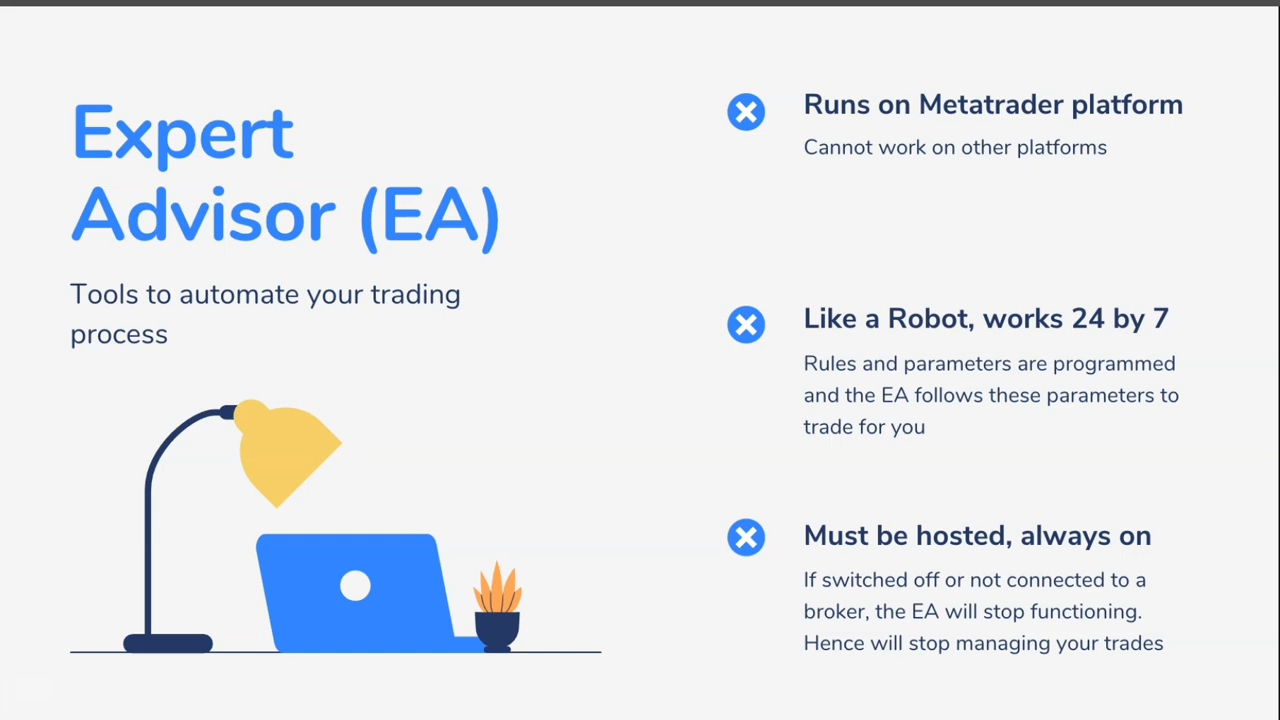 Expert
Advisor (EA)
Tools to automate your trading
process
Runs on Metatrader platform
Cannot work on other platforms
Like a Robot, works 24 by 7
Rules and parameters are programmed
and the EA follows these parameters to
trade for you
Must be hosted, always on
If switched off or not connected to a
broker, the EA will stop functioning.
Hence will stop managing your trades